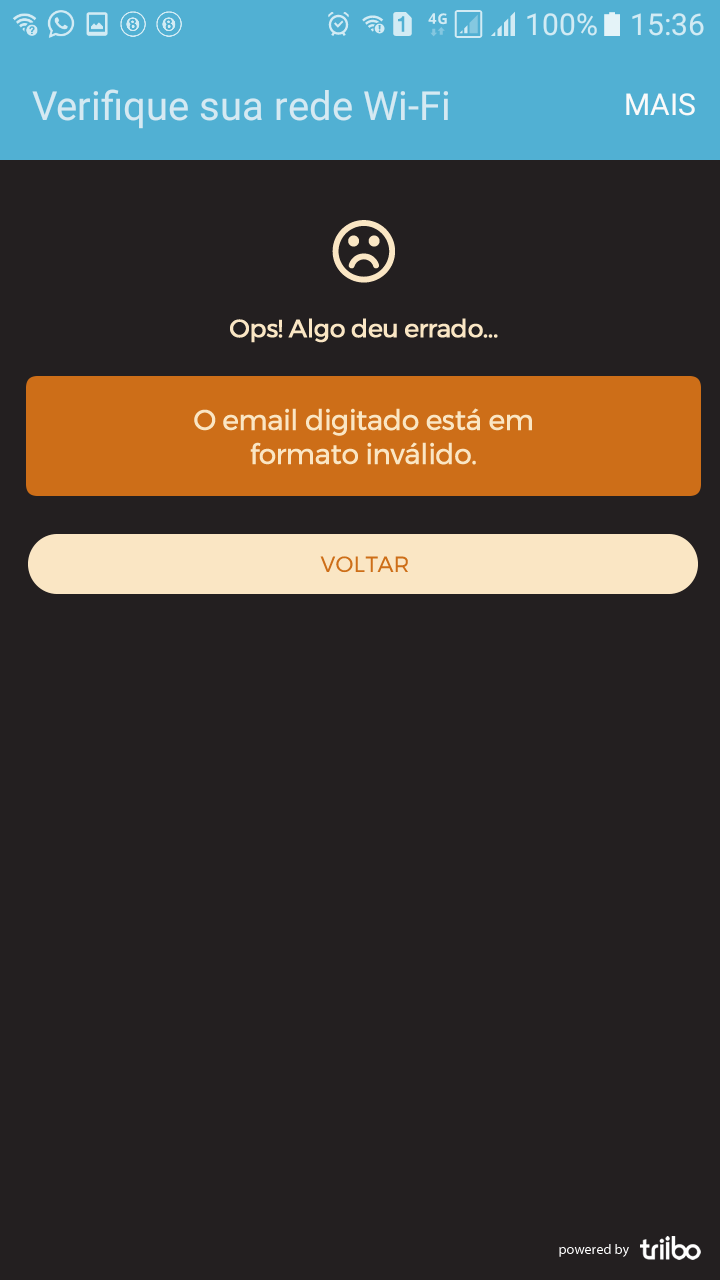 1 4G 100% 15:36
Verifique sua rede Wi-Fi MAIS
Ops! Algo deu errado...
O email digitado está em
formato inválido.
VOLTAR
powered by triibo